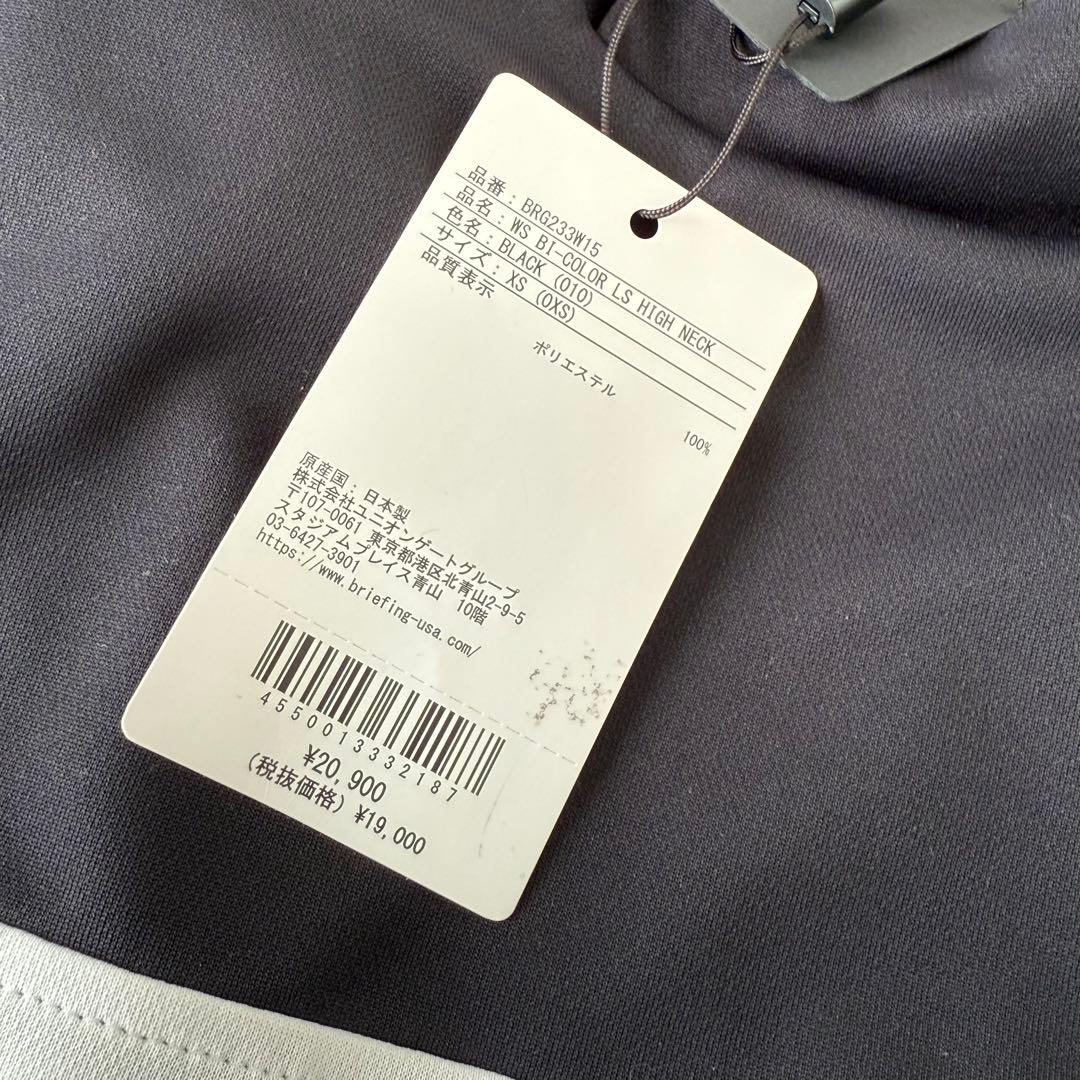 品番：BRG233W15
品名：WS BI-COLOR LS HIGH NECK
色名：BLACK (010)
サイズ：XS (0XS)
品質表示
ポリエステル
100%
原産国：日本製
株式会社ユニオンゲートグループ
〒107-0061 東京都港区北青山2-9-5
スタジアムプレイス青山 10階
03-6427-3901
https://www.briefing-usa.com/
4550013332187
¥20,900
(税抜価格) ¥19,000